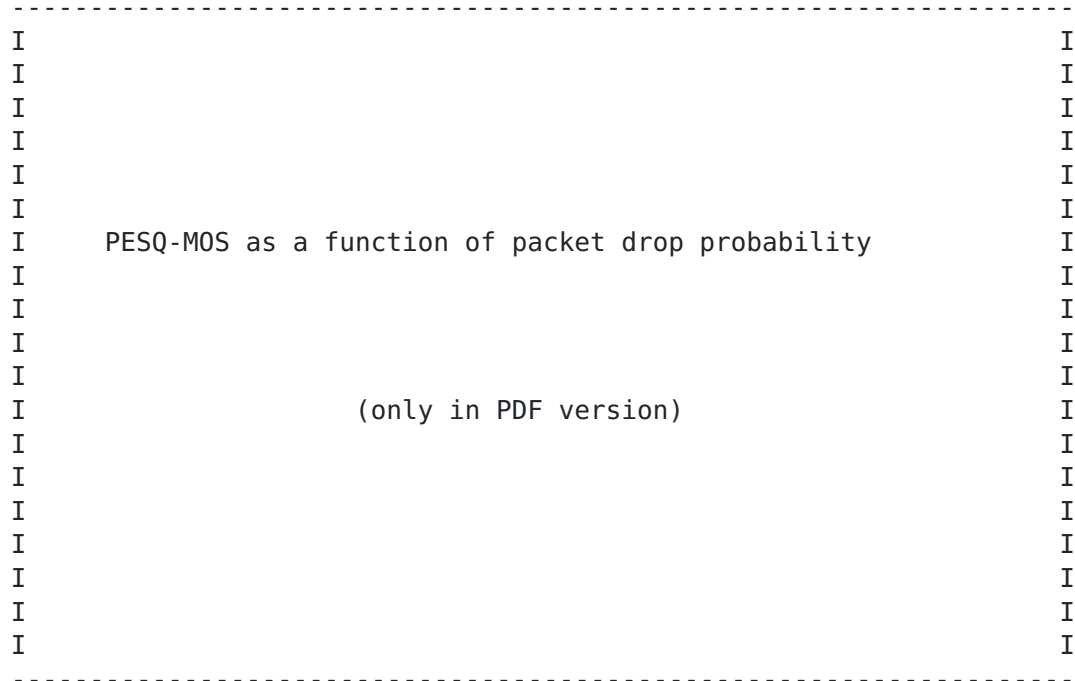 --------------------------------------------------------------------
I                                                                  I
I                                                                  I
I                                                                  I
I                                                                  I
I                                                                  I
I                                                                  I
I     PESQ-MOS as a function of packet drop probability            I
I                                                                  I
I                                                                  I
I                                                                  I
I                                                                  I
I                     (only in PDF version)                        I
I                                                                  I
I                                                                  I
I                                                                  I
I                                                                  I
I                                                                  I
I                                                                  I
I                                                                  I
--------------------------------------------------------------------